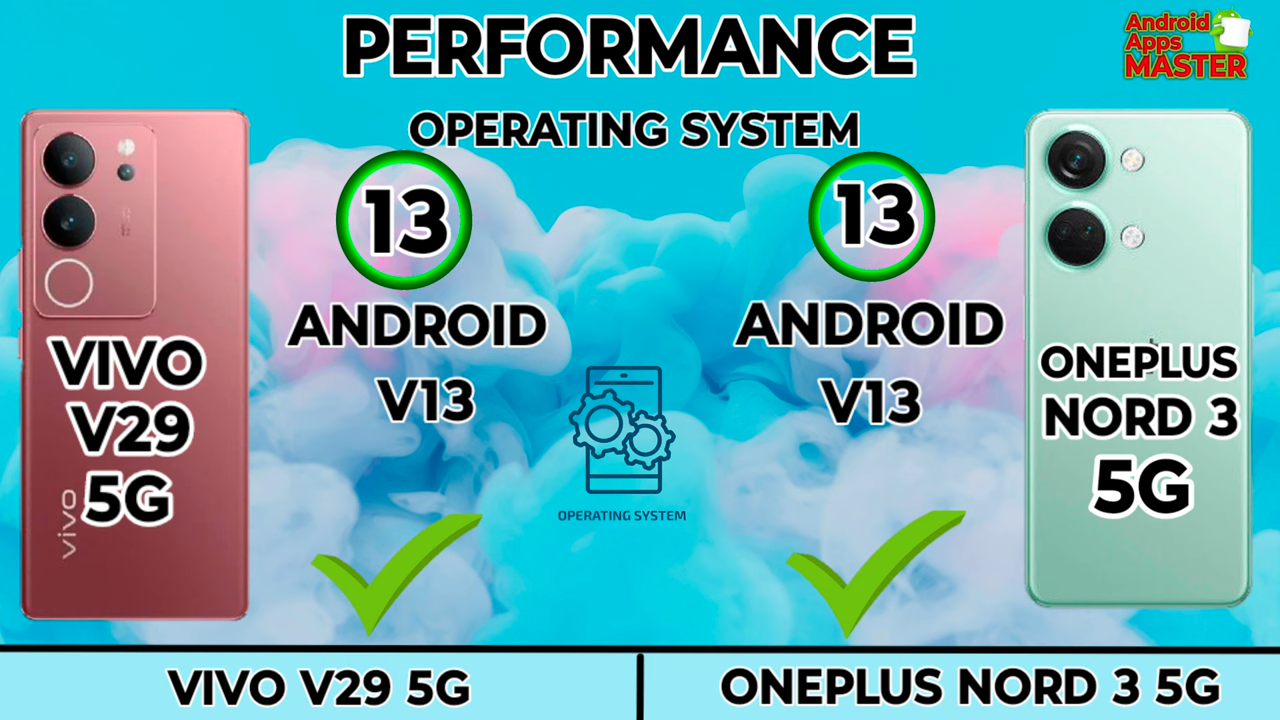 PERFORMANCE
Android
Apps
MASTER
OPERATING SYSTEM
13
13
ANDROID
V13
ANDROID
V13
VIVO
V29
5G
vivo
ONEPLUS
NORD 3
5G
OPERATING SYSTEM
VIVO V29 5G
ONEPLUS NORD 3 5G